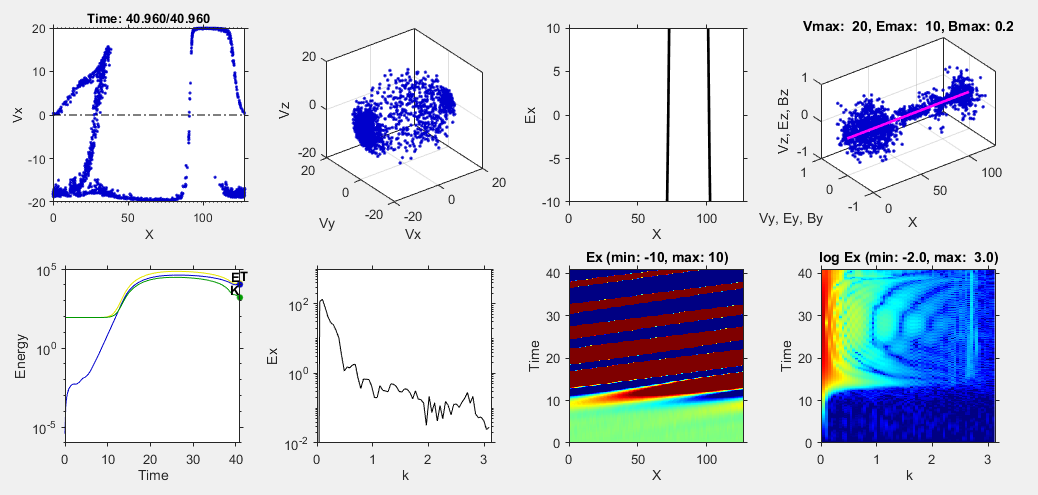 Time: 40.960/40.960
Vmax: 20, Emax: 10, Bmax: 0.2
20
10
0
-10
-20
Vx
0
50
100
X
20
10
0
-10
-20
Vz
20
0
-20
Vy
-20
0
20
Vx
10
5
0
-5
-10
Ex
0
50
100
X
1
0
-1
Vz, Ez, Bz
1
0
-1
Vy, Ey, By
0
50
100
X
Ex (min: -10, max: 10)
log Ex (min: -2.0, max: 3.0)
10^5
10^0
10^-5
Energy
ET
K
0
10
20
30
40
Time
10^2
10^0
10^-2
Ex
0
1
2
3
k
40
30
20
10
0
Time
0
50
100
X
40
30
20
10
0
Time
0
1
2
3
k